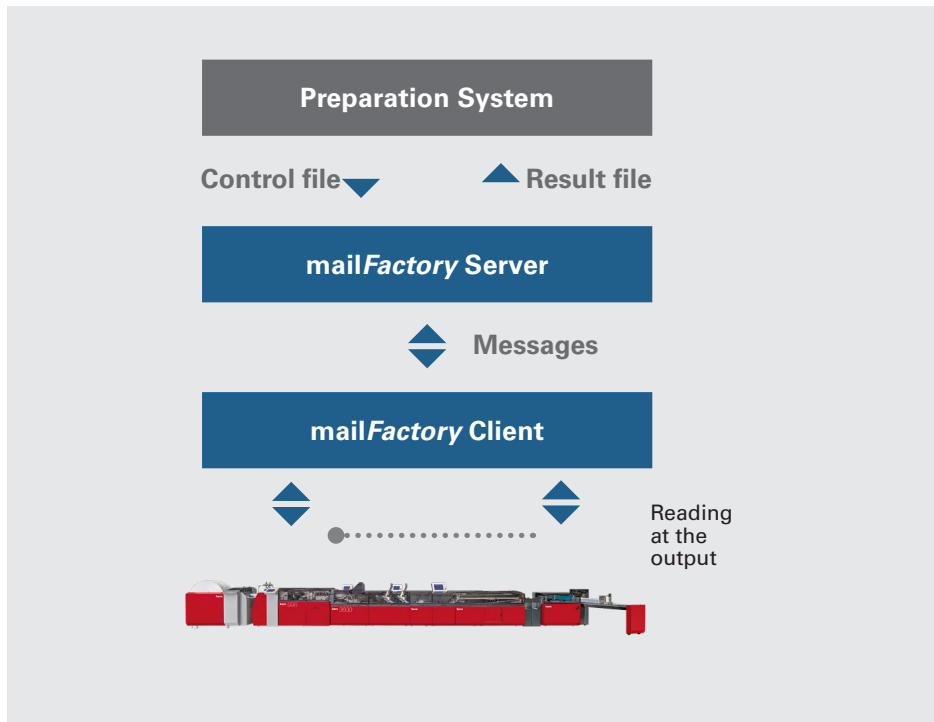 Preparation System
Control file
Result file
mailFactory Server
Messages
mailFactory Client
Reading
at the
output